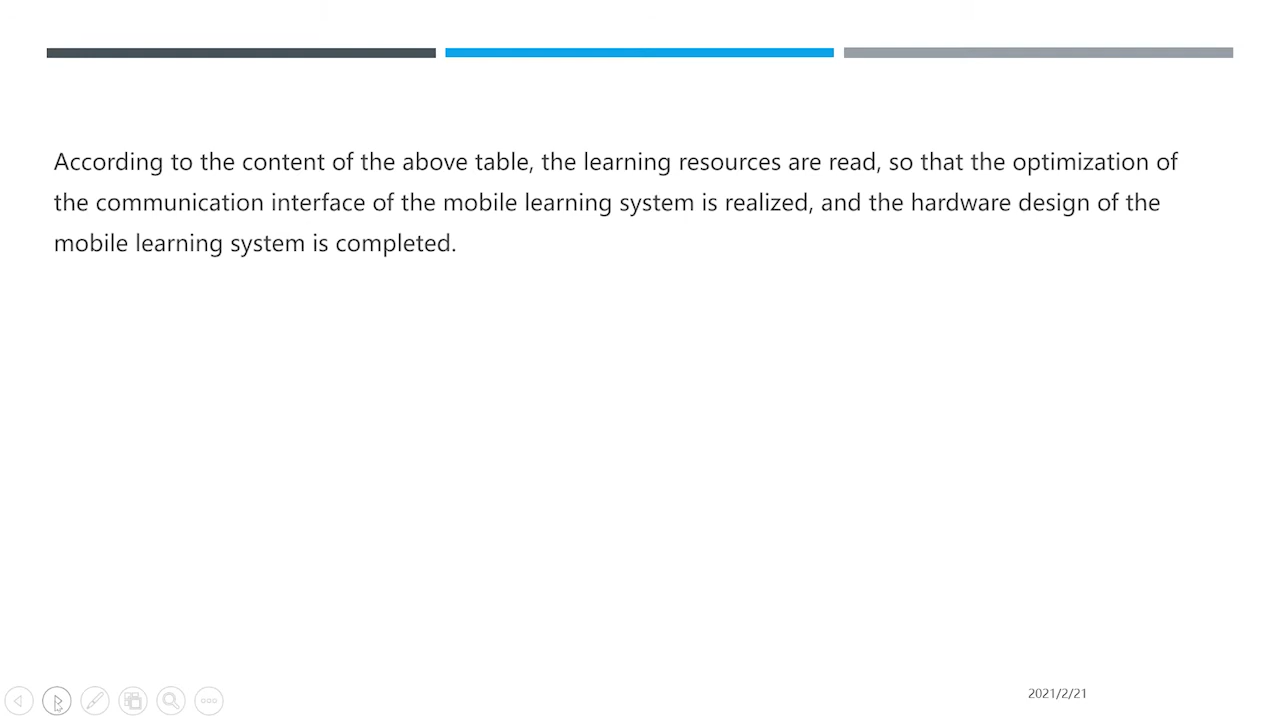 According to the content of the above table, the learning resources are read, so that the optimization of
the communication interface of the mobile learning system is realized, and the hardware design of the
mobile learning system is completed.
2021/2/21